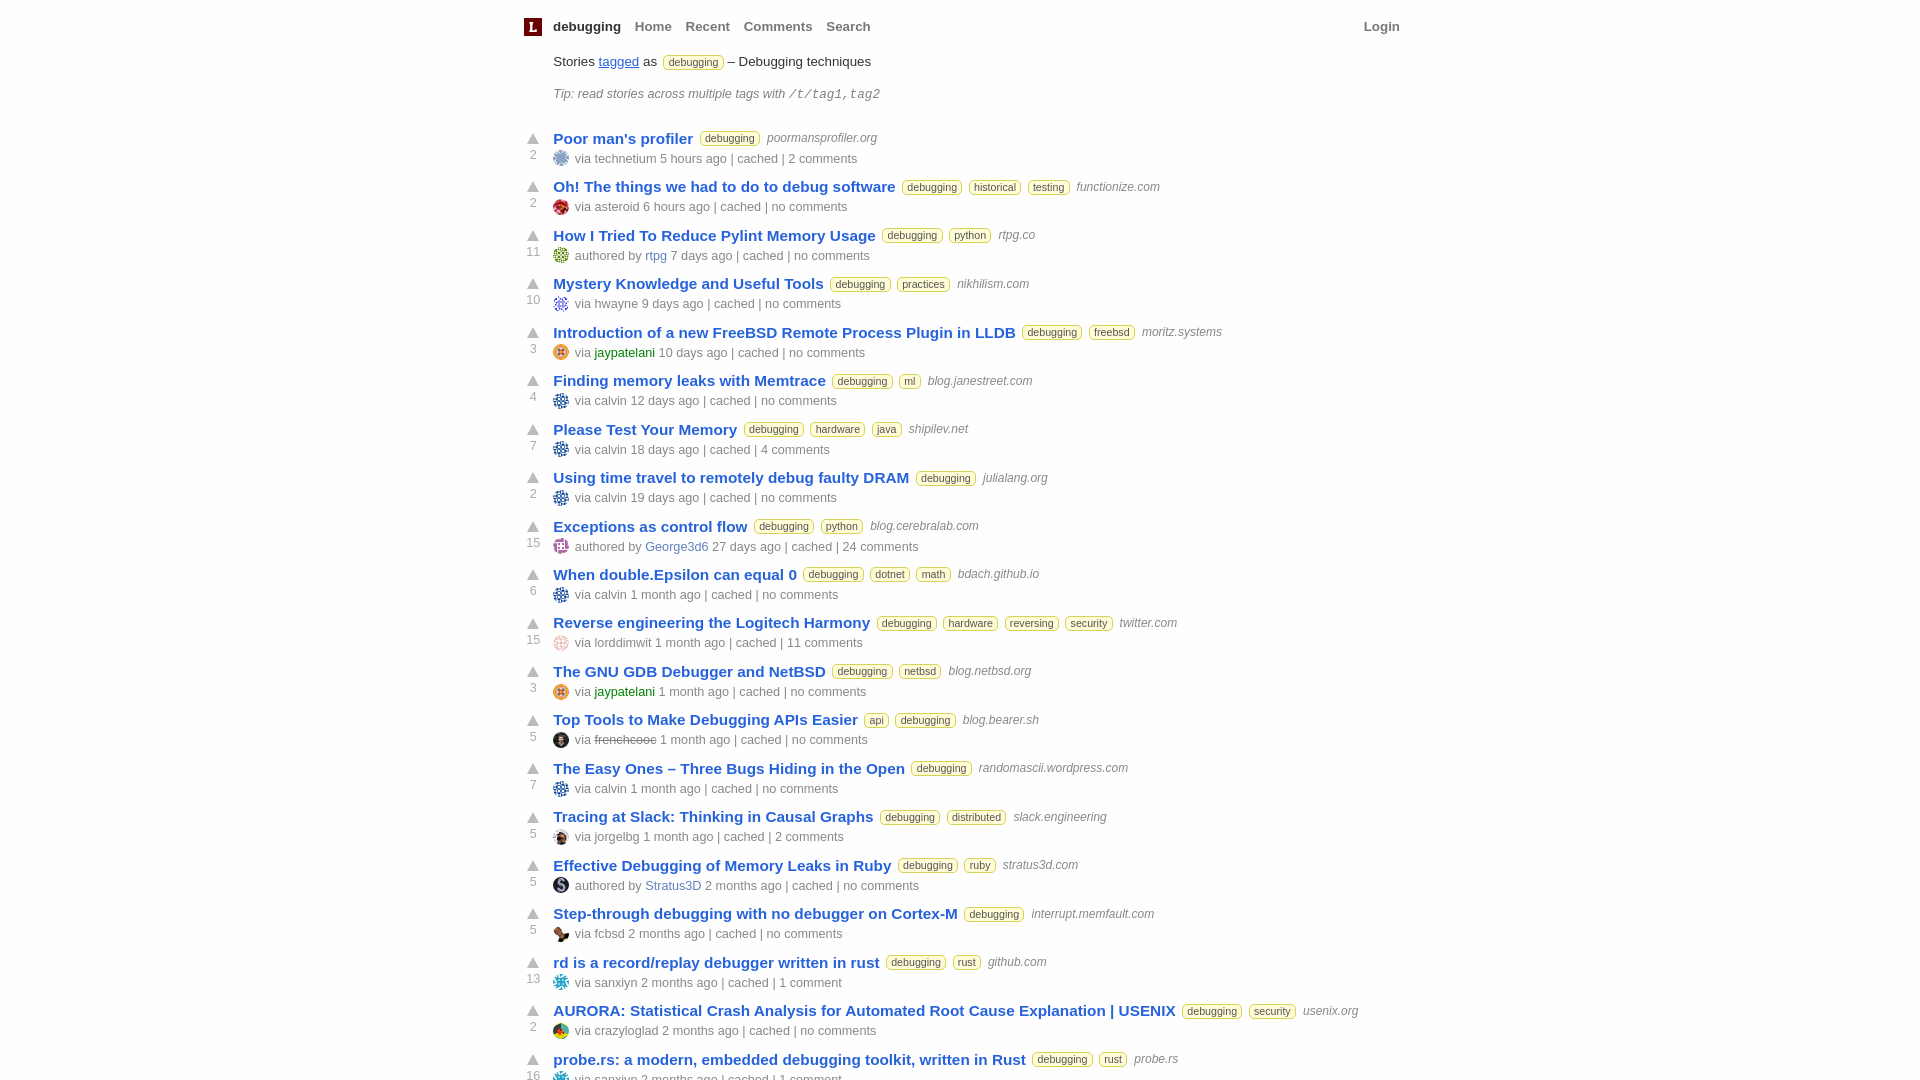 L debugging Home Recent Comments Search Login
Stories tagged as debugging – Debugging techniques
Tip: read stories across multiple tags with /t/tag1,tag2
Poor man's profiler debugging poormansprofiler.org
2 via technetium 5 hours ago | cached | 2 comments
Oh! The things we had to do to debug software debugging historical testing functionize.com
2 via asteroid 6 hours ago | cached | no comments
How I Tried To Reduce Pylint Memory Usage debugging python rtpg.co
11 authored by rtpg 7 days ago | cached | no comments
Mystery Knowledge and Useful Tools debugging practices nikhilism.com
10 via hwayne 9 days ago | cached | no comments
Introduction of a new FreeBSD Remote Process Plugin in LLDB debugging freebsd moritz.systems
3 via jaypatelani 10 days ago | cached | no comments
Finding memory leaks with Memtrace debugging ml blog.janestreet.com
4 via calvin 12 days ago | cached | no comments
Please Test Your Memory debugging hardware java shipilev.net
7 via calvin 18 days ago | cached | 4 comments
Using time travel to remotely debug faulty DRAM debugging julialang.org
2 via calvin 19 days ago | cached | no comments
Exceptions as control flow debugging python blog.cerebralab.com
15 authored by George3d6 27 days ago | cached | 24 comments
When double.Epsilon can equal 0 debugging dotnet math bdach.github.io
6 via calvin 1 month ago | cached | no comments
Reverse engineering the Logitech Harmony debugging hardware reversing security twitter.com
15 via lorddimwit 1 month ago | cached | 11 comments
The GNU GDB Debugger and NetBSD debugging netbsd blog.netbsd.org
3 via jaypatelani 1 month ago | cached | no comments
Top Tools to Make Debugging APIs Easier api debugging blog.bearer.sh
5 via frenchcooc 1 month ago | cached | no comments
The Easy Ones – Three Bugs Hiding in the Open debugging randomascii.wordpress.com
7 via calvin 1 month ago | cached | no comments
Tracing at Slack: Thinking in Causal Graphs debugging distributed slack.engineering
5 via jorgelbg 1 month ago | cached | 2 comments
Effective Debugging of Memory Leaks in Ruby debugging ruby stratus3d.com
5 authored by Stratus3D 2 months ago | cached | no comments
Step-through debugging with no debugger on Cortex-M debugging interrupt.memfault.com
5 via fcbsd 2 months ago | cached | no comments
rd is a record/replay debugger written in rust debugging rust github.com
13 via sanxiyn 2 months ago | cached | 1 comment
AURORA: Statistical Crash Analysis for Automated Root Cause Explanation | USENIX debugging security usenix.org
2 via crazyloglad 2 months ago | cached | no comments
probe.rs: a modern, embedded debugging toolkit, written in Rust debugging rust probe.rs
16 via sanxiyn 2 months ago | cached | 1 comment